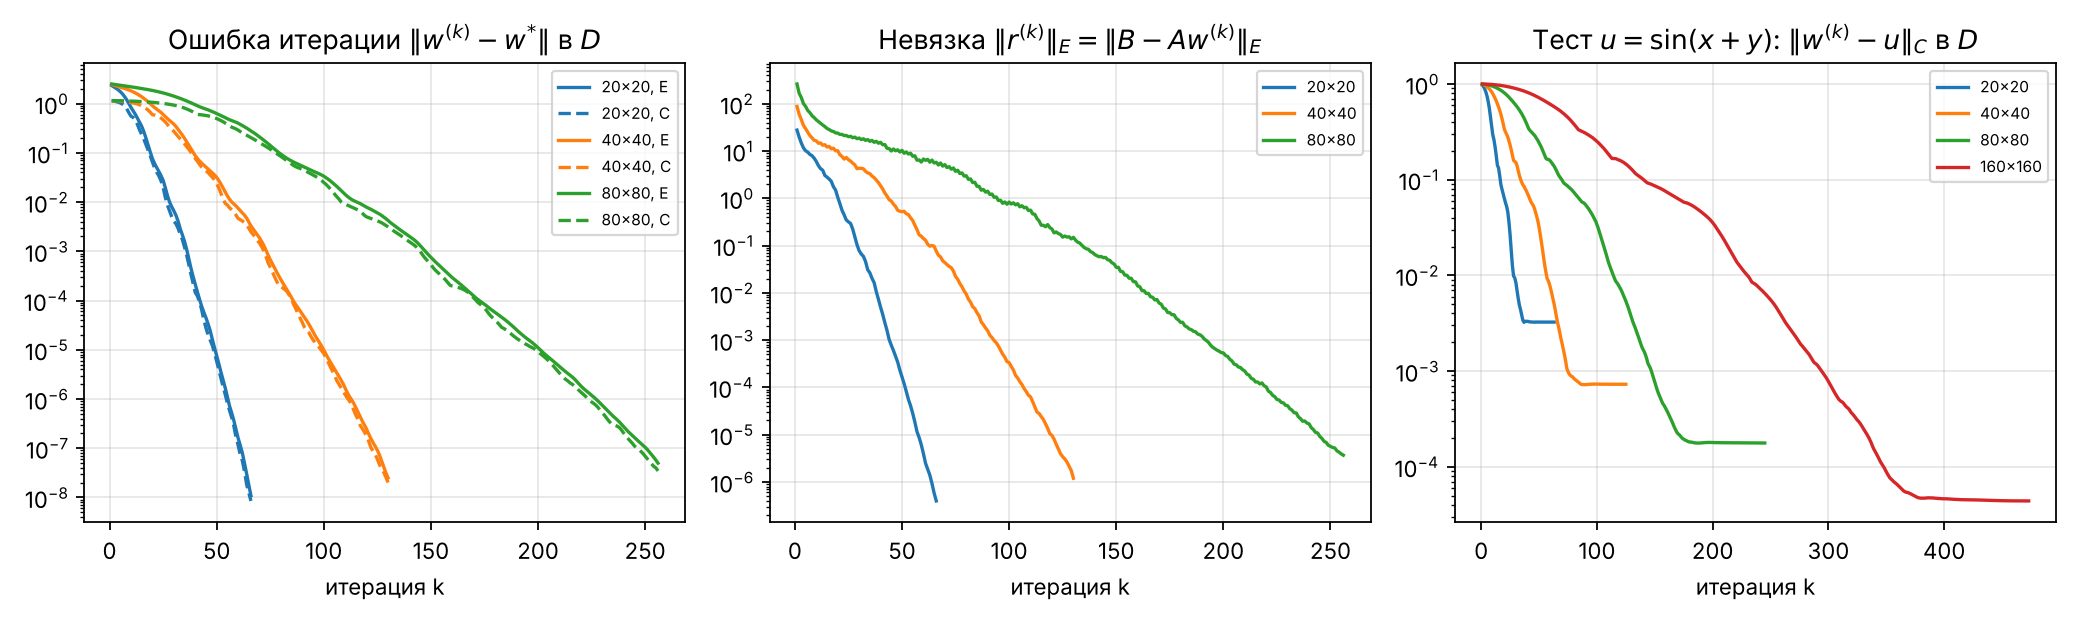 Ошибка итерации ‖w^(k) − w*‖ в D
10^0
10^−1
10^−2
10^−3
10^−4
10^−5
10^−6
10^−7
10^−8
20×20, E
20×20, C
40×40, E
40×40, C
80×80, E
80×80, C
0 50 100 150 200 250
итерация k
Невязка ‖r^(k)‖_E = ‖B − Aw^(k)‖_E
10^2
10^1
10^0
10^−1
10^−2
10^−3
10^−4
10^−5
10^−6
20×20
40×40
80×80
0 50 100 150 200 250
итерация k
Тест u = sin(x + y): ‖w^(k) − u‖_C в D
10^0
10^−1
10^−2
10^−3
10^−4
20×20
40×40
80×80
160×160
0 100 200 300 400
итерация k